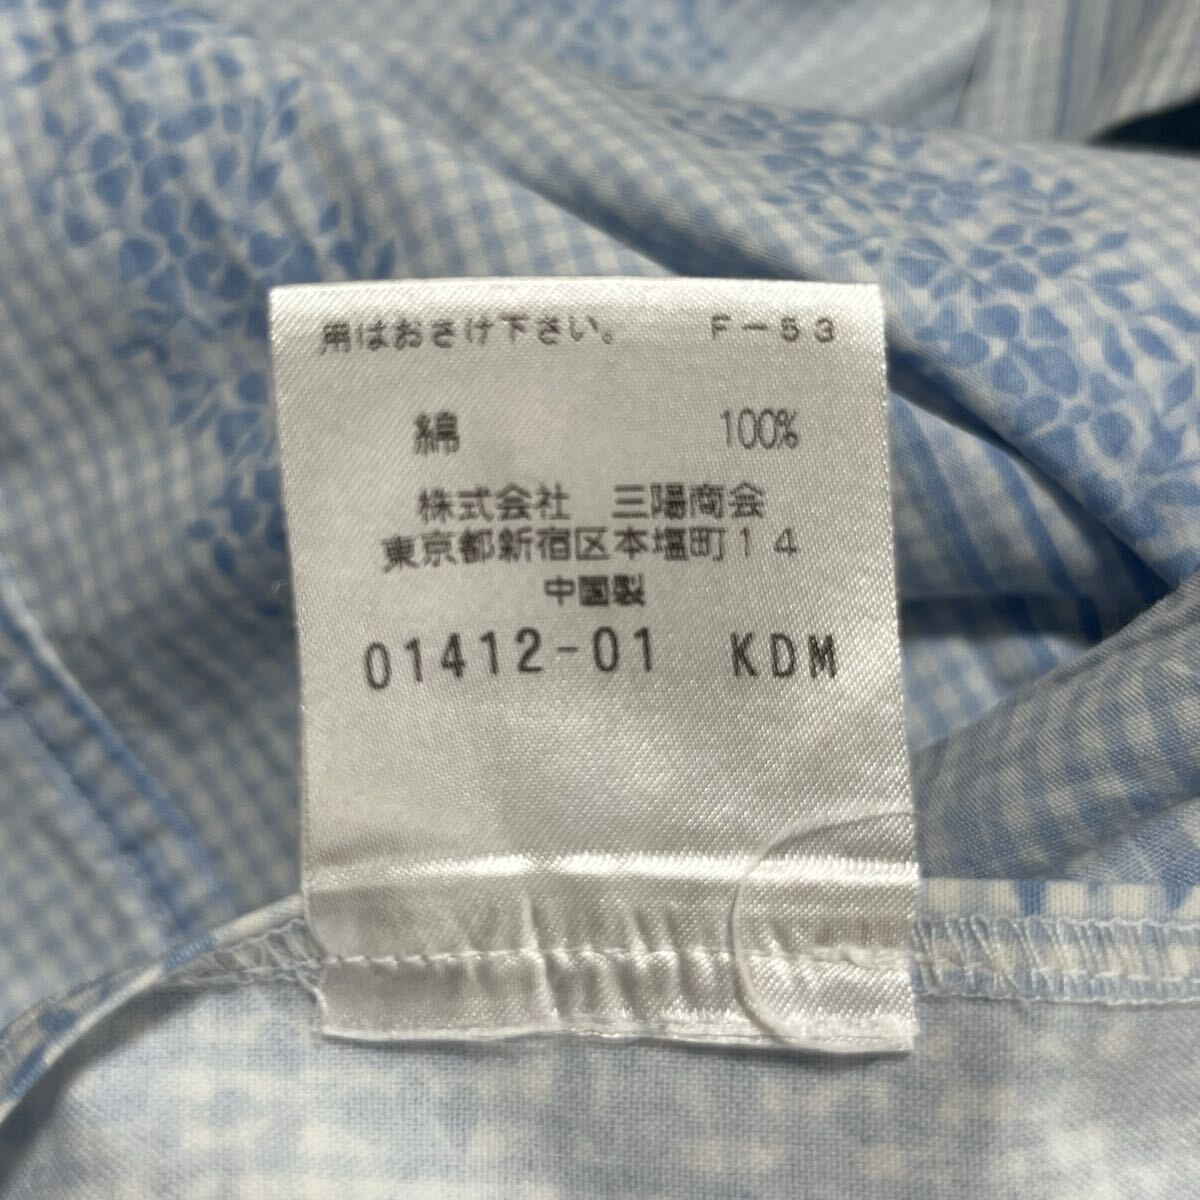 用はおさけ下さい。 F-53
綿 100%
株式会社 三陽商会
東京都新宿区本塩町14
中国製
01412-01 KDM